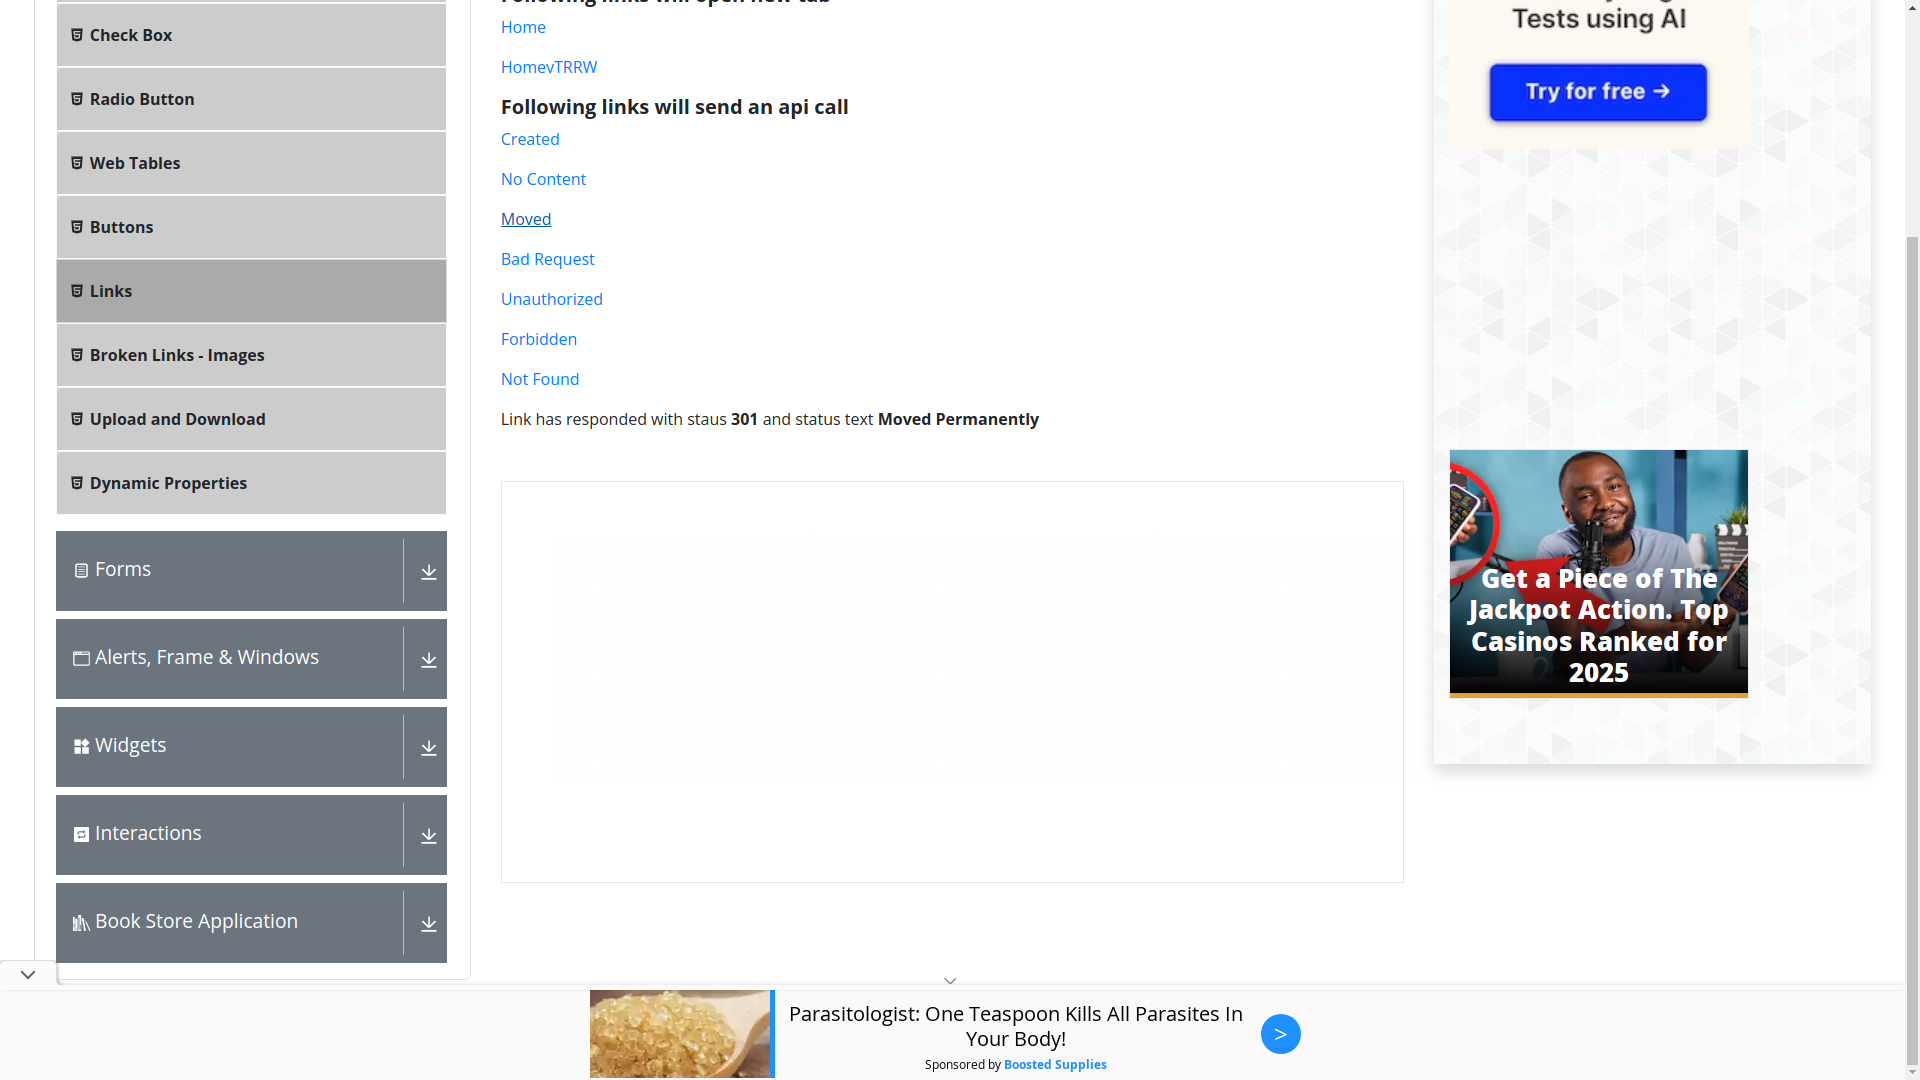 Check Box
Radio Button
Web Tables
Buttons
Links
Broken Links - Images
Upload and Download
Dynamic Properties
Forms
Alerts, Frame & Windows
Widgets
Interactions
Book Store Application
Home
HomevTRRW
Following links will send an api call
Created
No Content
Moved
Bad Request
Unauthorized
Forbidden
Not Found
Link has responded with staus 301 and status text Moved Permanently
Tests using AI
Try for free →
Get a Piece of The
Jackpot Action. Top
Casinos Ranked for
2025
Parasitologist: One Teaspoon Kills All Parasites In
Your Body!
Sponsored by Boosted Supplies
>